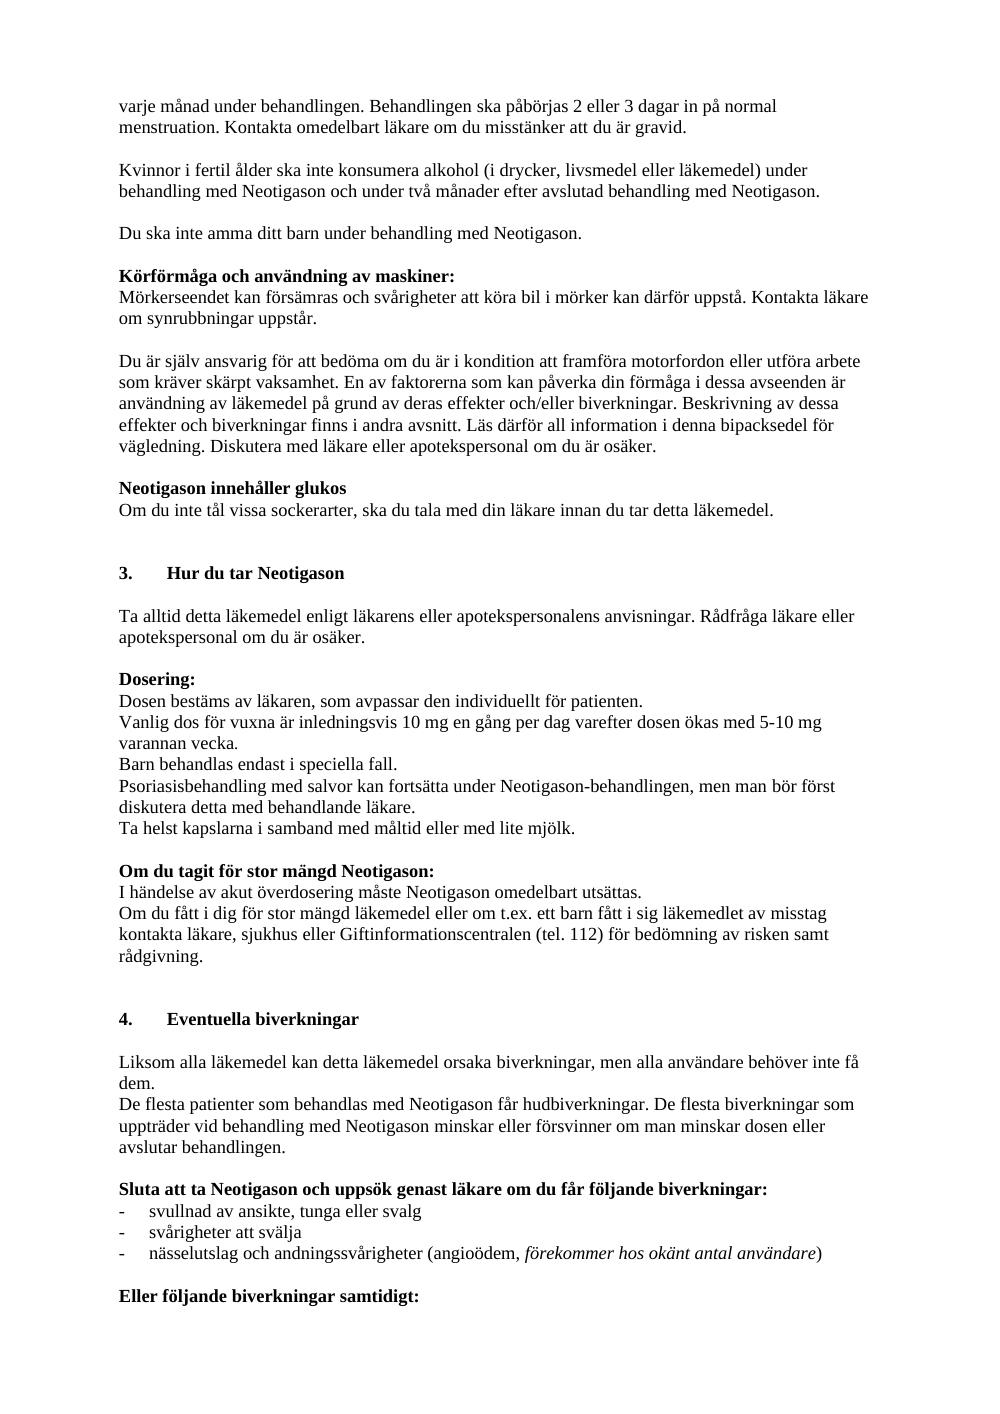 varje månad under behandlingen. Behandlingen ska påbörjas 2 eller 3 dagar in på normal
menstruation. Kontakta omedelbart läkare om du misstänker att du är gravid.
Kvinnor i fertil ålder ska inte konsumera alkohol (i drycker, livsmedel eller läkemedel) under
behandling med Neotigason och under två månader efter avslutad behandling med Neotigason.
Du ska inte amma ditt barn under behandling med Neotigason.
Körförmåga och användning av maskiner:
Mörkerseendet kan försämras och svårigheter att köra bil i mörker kan därför uppstå. Kontakta läkare
om synrubbningar uppstår.
Du är själv ansvarig för att bedöma om du är i kondition att framföra motorfordon eller utföra arbete
som kräver skärpt vaksamhet. En av faktorerna som kan påverka din förmåga i dessa avseenden är
användning av läkemedel på grund av deras effekter och/eller biverkningar. Beskrivning av dessa
effekter och biverkningar finns i andra avsnitt. Läs därför all information i denna bipacksedel för
vägledning. Diskutera med läkare eller apotekspersonal om du är osäker.
Neotigason innehåller glukos
Om du inte tål vissa sockerarter, ska du tala med din läkare innan du tar detta läkemedel.
3. Hur du tar Neotigason
Ta alltid detta läkemedel enligt läkarens eller apotekspersonalens anvisningar. Rådfråga läkare eller
apotekspersonal om du är osäker.
Dosering:
Dosen bestäms av läkaren, som avpassar den individuellt för patienten.
Vanlig dos för vuxna är inledningsvis 10 mg en gång per dag varefter dosen ökas med 5-10 mg
varannan vecka.
Barn behandlas endast i speciella fall.
Psoriasisbehandling med salvor kan fortsätta under Neotigason-behandlingen, men man bör först
diskutera detta med behandlande läkare.
Ta helst kapslarna i samband med måltid eller med lite mjölk.
Om du tagit för stor mängd Neotigason:
I händelse av akut överdosering måste Neotigason omedelbart utsättas.
Om du fått i dig för stor mängd läkemedel eller om t.ex. ett barn fått i sig läkemedlet av misstag
kontakta läkare, sjukhus eller Giftinformationscentralen (tel. 112) för bedömning av risken samt
rådgivning.
4. Eventuella biverkningar
Liksom alla läkemedel kan detta läkemedel orsaka biverkningar, men alla användare behöver inte få
dem.
De flesta patienter som behandlas med Neotigason får hudbiverkningar. De flesta biverkningar som
uppträder vid behandling med Neotigason minskar eller försvinner om man minskar dosen eller
avslutar behandlingen.
Sluta att ta Neotigason och uppsök genast läkare om du får följande biverkningar:
- svullnad av ansikte, tunga eller svalg
- svårigheter att svälja
- nässelutslag och andningssvårigheter (angioödem, förekommer hos okänt antal användare)
Eller följande biverkningar samtidigt: